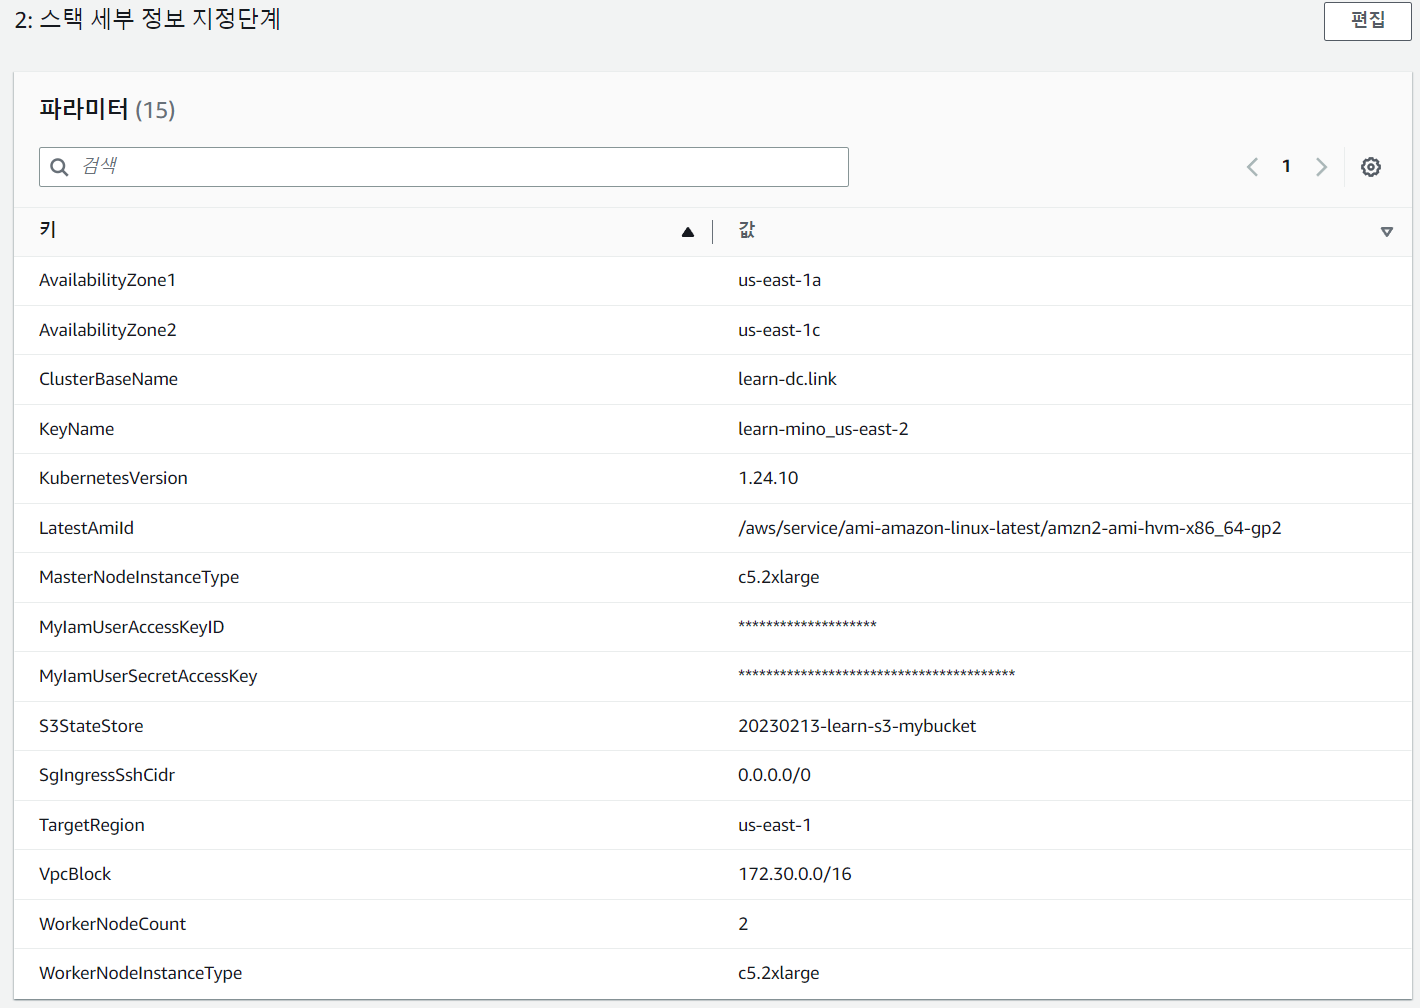 2: 스택 세부 정보 지정단계
편집
파라미터 (15)
검색
1
키 값
AvailabilityZone1 us-east-1a
AvailabilityZone2 us-east-1c
ClusterBaseName learn-dc.link
KeyName learn-mino_us-east-2
KubernetesVersion 1.24.10
LatestAmiId /aws/service/ami-amazon-linux-latest/amzn2-ami-hvm-x86_64-gp2
MasterNodeInstanceType c5.2xlarge
MyIamUserAccessKeyID ********************
MyIamUserSecretAccessKey ****************************************
S3StateStore 20230213-learn-s3-mybucket
SgIngressSshCidr 0.0.0.0/0
TargetRegion us-east-1
VpcBlock 172.30.0.0/16
WorkerNodeCount 2
WorkerNodeInstanceType c5.2xlarge